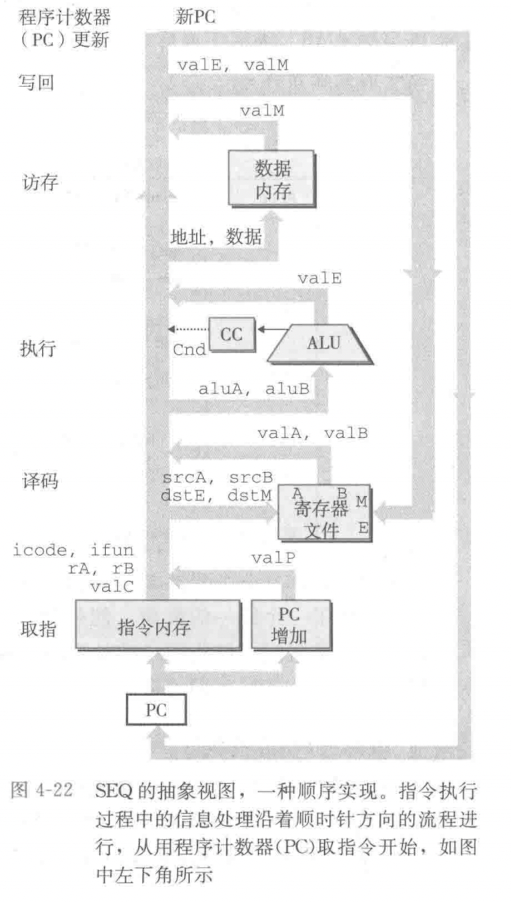 程序计数器 新PC
（PC）更新
valE, valM
写回
valM
数据
内存
访存
地址，数据
valE
CC
ALU
Cnd
执行
aluA, aluB
valA, valB
译码
srcA, srcB
dstE, dstM
A B M
寄存器
文件 E
icode, ifun
rA, rB
valC
valP
取指
指令内存
PC
增加
PC
图 4-22 SEQ的抽象视图，一种顺序实现。指令执行
过程中的信息处理沿着顺时针方向的流程进
行，从用程序计数器(PC)取指令开始，如图
中左下角所示